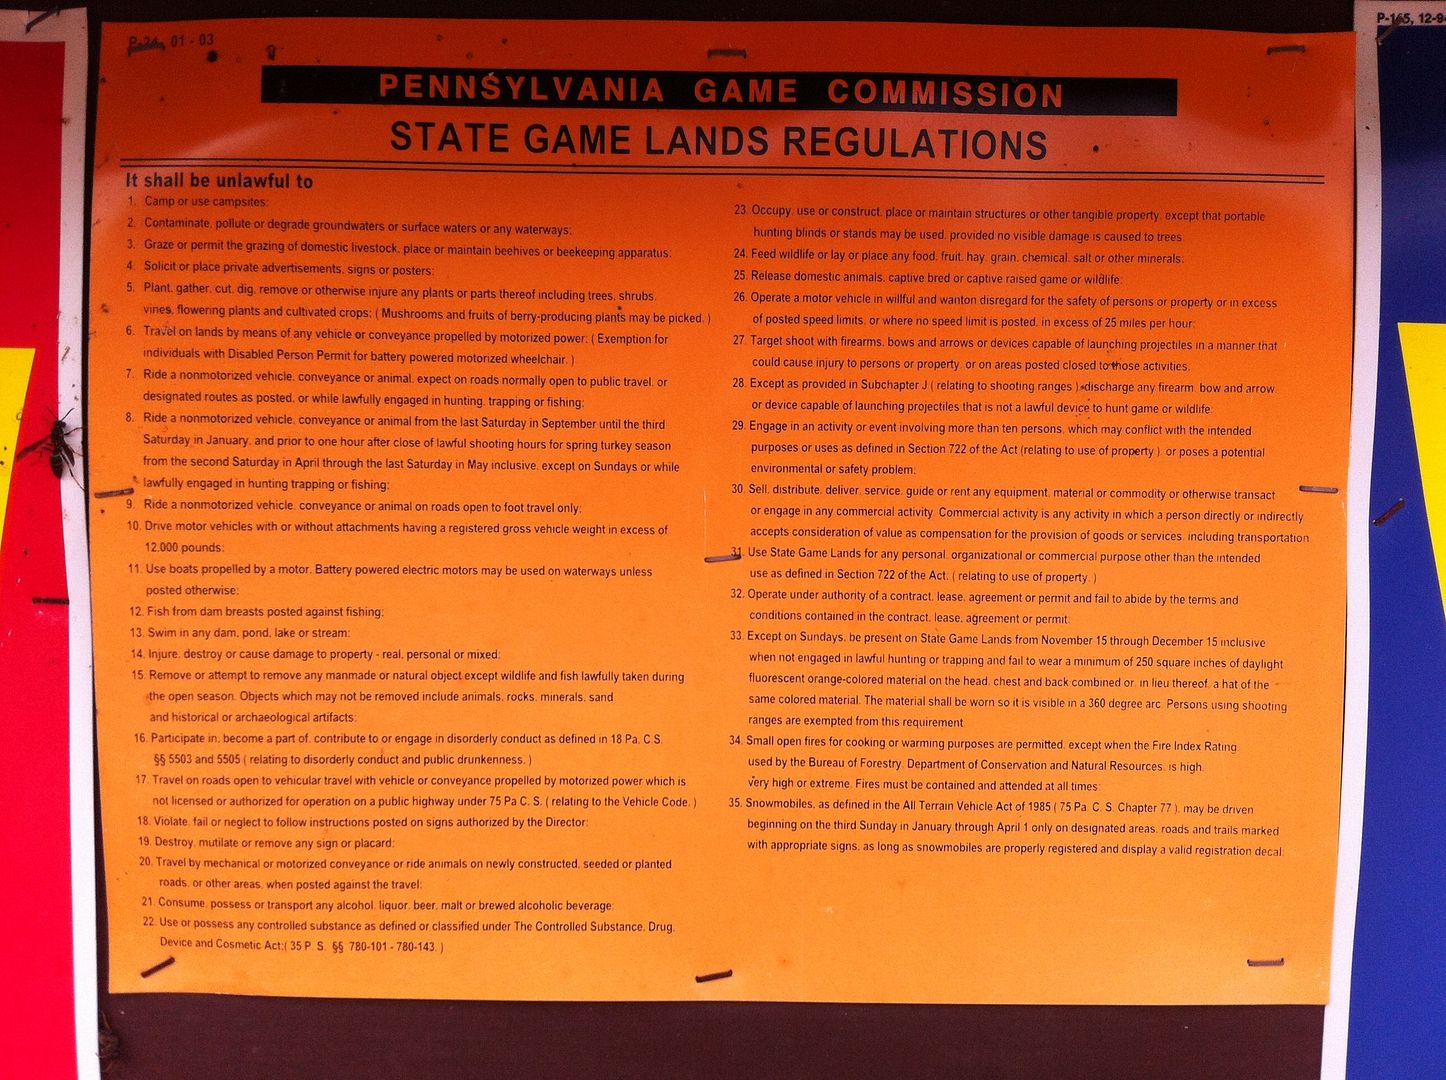 P-24, 01 - 03
P-165, 12-9
PENNSYLVANIA GAME COMMISSION
STATE GAME LANDS REGULATIONS
It shall be unlawful to
1. Camp or use campsites;
2. Contaminate, pollute or degrade groundwaters or surface waters or any waterways;
3. Graze or permit the grazing of domestic livestock, place or maintain beehives or beekeeping apparatus;
4. Solicit or place private advertisements, signs or posters;
5. Plant, gather, cut, dig, remove or otherwise injure any plants or parts thereof including trees, shrubs,
vines, flowering plants and cultivated crops; ( Mushrooms and fruits of berry-producing plants may be picked. )
6. Travel on lands by means of any vehicle or conveyance propelled by motorized power; ( Exemption for
individuals with Disabled Person Permit for battery powered motorized wheelchair. )
7. Ride a nonmotorized vehicle, conveyance or animal, expect on roads normally open to public travel, or
designated routes as posted, or while lawfully engaged in hunting, trapping or fishing;
8. Ride a nonmotorized vehicle, conveyance or animal from the last Saturday in September until the third
Saturday in January, and prior to one hour after close of lawful shooting hours for spring turkey season
from the second Saturday in April through the last Saturday in May inclusive, except on Sundays or while
lawfully engaged in hunting trapping or fishing;
9. Ride a nonmotorized vehicle, conveyance or animal on roads open to foot travel only;
10. Drive motor vehicles with or without attachments having a registered gross vehicle weight in excess of
12,000 pounds;
11. Use boats propelled by a motor. Battery powered electric motors may be used on waterways unless
posted otherwise;
12. Fish from dam breasts posted against fishing;
13. Swim in any dam, pond, lake or stream;
14. Injure, destroy or cause damage to property - real, personal or mixed;
15. Remove or attempt to remove any manmade or natural object except wildlife and fish lawfully taken during
the open season. Objects which may not be removed include animals, rocks, minerals, sand
and historical or archaeological artifacts;
16. Participate in, become a part of, contribute to or engage in disorderly conduct as defined in 18 Pa. C.S.
§§ 5503 and 5505 ( relating to disorderly conduct and public drunkenness. )
17. Travel on roads open to vehicular travel with vehicle or conveyance propelled by motorized power which is
not licensed or authorized for operation on a public highway under 75 Pa C. S. ( relating to the Vehicle Code. )
18. Violate, fail or neglect to follow instructions posted on signs authorized by the Director;
19. Destroy, mutilate or remove any sign or placard;
20. Travel by mechanical or motorized conveyance or ride animals on newly constructed, seeded or planted
roads, or other areas, when posted against the travel;
21. Consume, possess or transport any alcohol, liquor, beer, malt or brewed alcoholic beverage;
22. Use or possess any controlled substance as defined or classified under The Controlled Substance, Drug,
Device and Cosmetic Act;( 35 P. S. §§ 780-101 - 780-143. )
23. Occupy, use or construct, place or maintain structures or other tangible property, except that portable
hunting blinds or stands may be used, provided no visible damage is caused to trees;
24. Feed wildlife or lay or place any food, fruit, hay, grain, chemical, salt or other minerals;
25. Release domestic animals, captive bred or captive raised game or wildlife;
26. Operate a motor vehicle in willful and wanton disregard for the safety of persons or property or in excess
of posted speed limits, or where no speed limit is posted, in excess of 25 miles per hour;
27. Target shoot with firearms, bows and arrows or devices capable of launching projectiles in a manner that
could cause injury to persons or property, or on areas posted closed to those activities,
28. Except as provided in Subchapter J ( relating to shooting ranges ) discharge any firearm, bow and arrow,
or device capable of launching projectiles that is not a lawful device to hunt game or wildlife;
29. Engage in an activity or event involving more than ten persons, which may conflict with the intended
purposes or uses as defined in Section 722 of the Act (relating to use of property ) or poses a potential
environmental or safety problem;
30. Sell, distribute, deliver, service, guide or rent any equipment, material or commodity or otherwise transact
or engage in any commercial activity. Commercial activity is any activity in which a person directly or indirectly
accepts consideration of value as compensation for the provision of goods or services, including transportation
31. Use State Game Lands for any personal, organizational or commercial purpose other than the intended
use as defined in Section 722 of the Act; ( relating to use of property. )
32. Operate under authority of a contract, lease, agreement or permit and fail to abide by the terms and
conditions contained in the contract, lease, agreement or permit;
33. Except on Sundays, be present on State Game Lands from November 15 through December 15 inclusive
when not engaged in lawful hunting or trapping and fail to wear a minimum of 250 square inches of daylight
fluorescent orange-colored material on the head, chest and back combined or, in lieu thereof, a hat of the
same colored material. The material shall be worn so it is visible in a 360 degree arc. Persons using shooting
ranges are exempted from this requirement.
34. Small open fires for cooking or warming purposes are permitted, except when the Fire Index Rating,
used by the Bureau of Forestry, Department of Conservation and Natural Resources, is high,
very high or extreme. Fires must be contained and attended at all times;
35. Snowmobiles, as defined in the All Terrain Vehicle Act of 1985 ( 75 Pa. C. S. Chapter 77 ), may be driven
beginning on the third Sunday in January through April 1 only on designated areas, roads and trails marked
with appropriate signs, as long as snowmobiles are properly registered and display a valid registration decal;